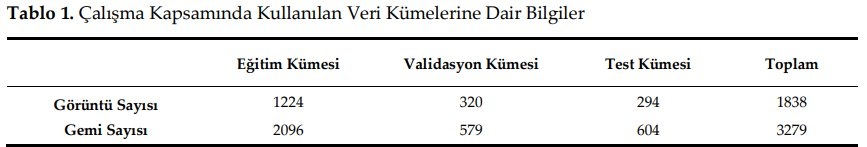 Tablo 1. Çalışma Kapsamında Kullanılan Veri Kümelerine Dair Bilgiler
Eğitim Kümesi Validasyon Kümesi Test Kümesi Toplam
Görüntü Sayısı 1224 320 294 1838
Gemi Sayısı 2096 579 604 3279